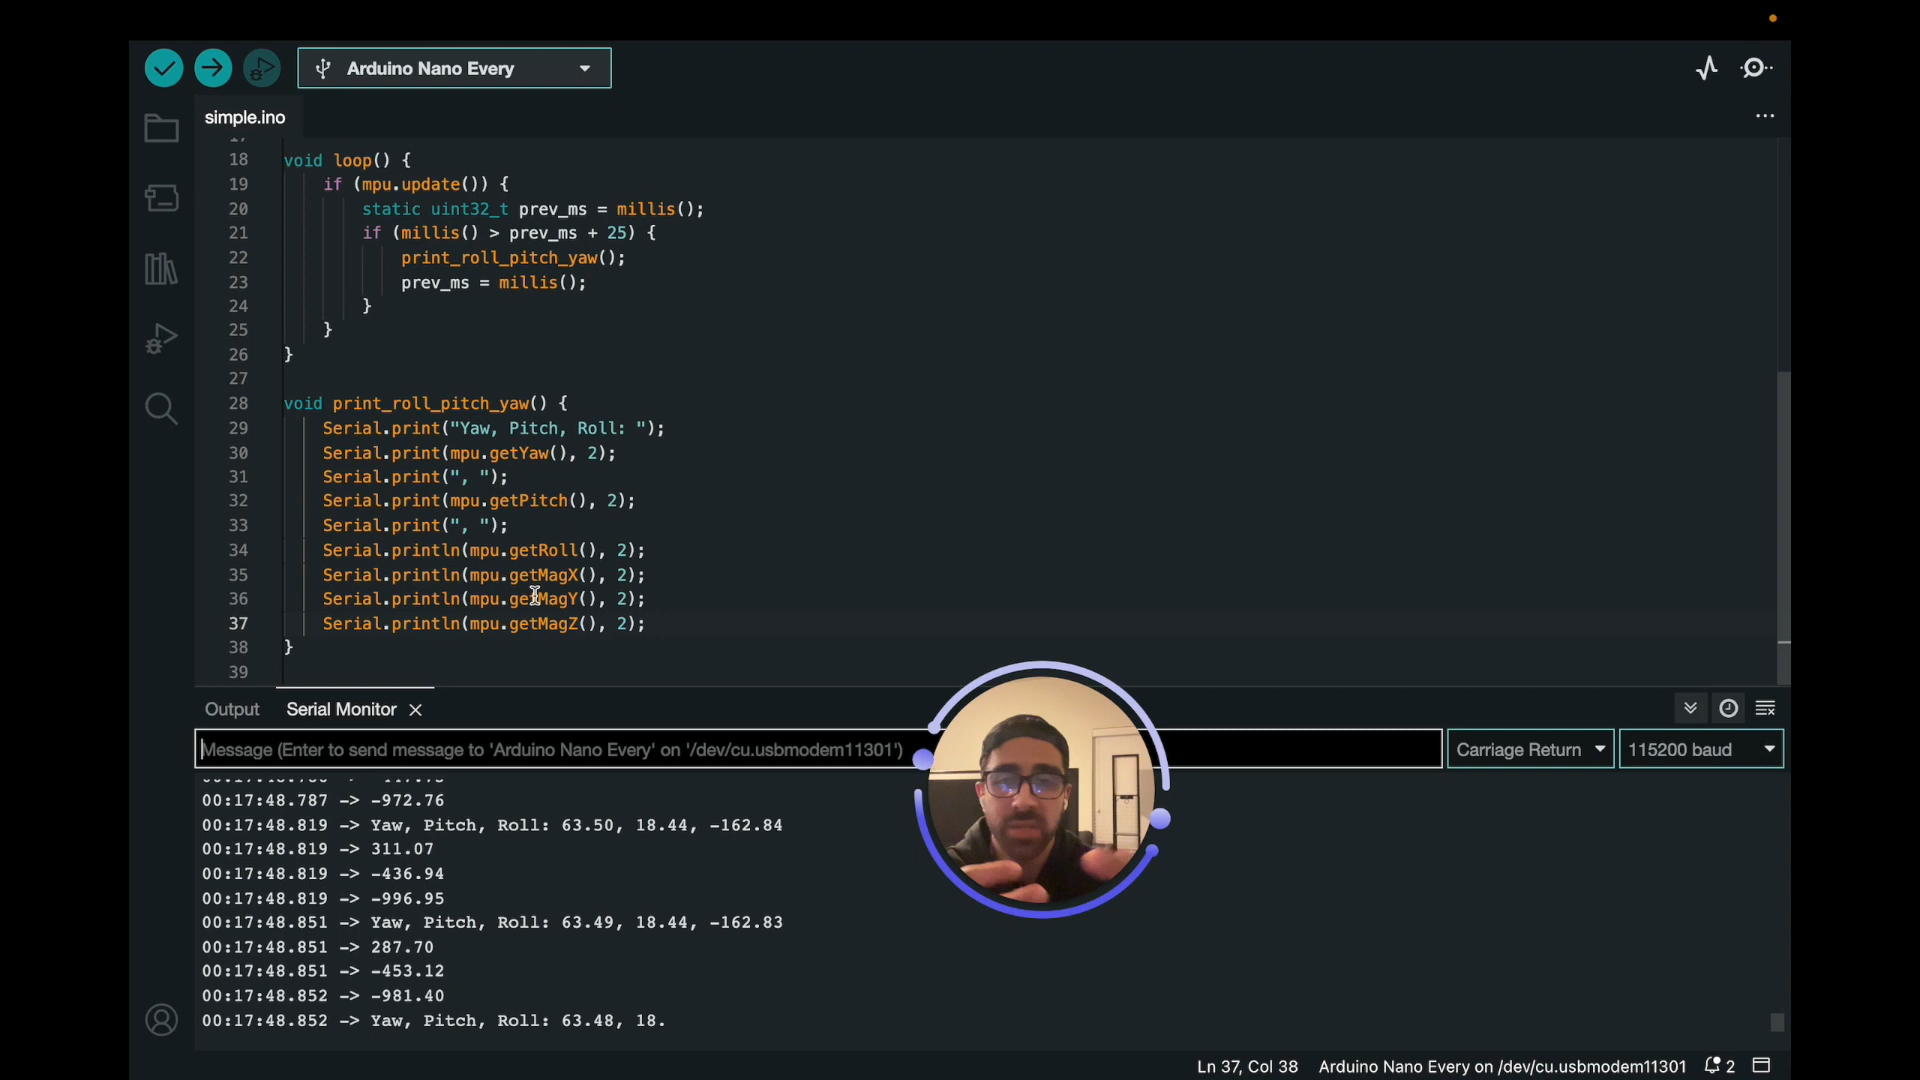 Arduino Nano Every
simple.ino
18 void loop() {
19 if (mpu.update()) {
20 static uint32_t prev_ms = millis();
21 if (millis() > prev_ms + 25) {
22 print_roll_pitch_yaw();
23 prev_ms = millis();
24 }
25 }
26 }
27
28 void print_roll_pitch_yaw() {
29 Serial.print("Yaw, Pitch, Roll: ");
30 Serial.print(mpu.getYaw(), 2);
31 Serial.print(", ");
32 Serial.print(mpu.getPitch(), 2);
33 Serial.print(", ");
34 Serial.println(mpu.getRoll(), 2);
35 Serial.println(mpu.getMagX(), 2);
36 Serial.println(mpu.getMagY(), 2);
37 Serial.println(mpu.getMagZ(), 2);
38 }
39
Output Serial Monitor
Message (Enter to send message to 'Arduino Nano Every' on '/dev/cu.usbmodem11301') Carriage Return 115200 baud
00:17:48.787 -> -972.76
00:17:48.819 -> Yaw, Pitch, Roll: 63.50, 18.44, -162.84
00:17:48.819 -> 311.07
00:17:48.819 -> -436.94
00:17:48.819 -> -996.95
00:17:48.851 -> Yaw, Pitch, Roll: 63.49, 18.44, -162.83
00:17:48.851 -> 287.70
00:17:48.851 -> -453.12
00:17:48.852 -> -981.40
00:17:48.852 -> Yaw, Pitch, Roll: 63.48, 18.
Ln 37, Col 38 Arduino Nano Every on /dev/cu.usbmodem11301 2